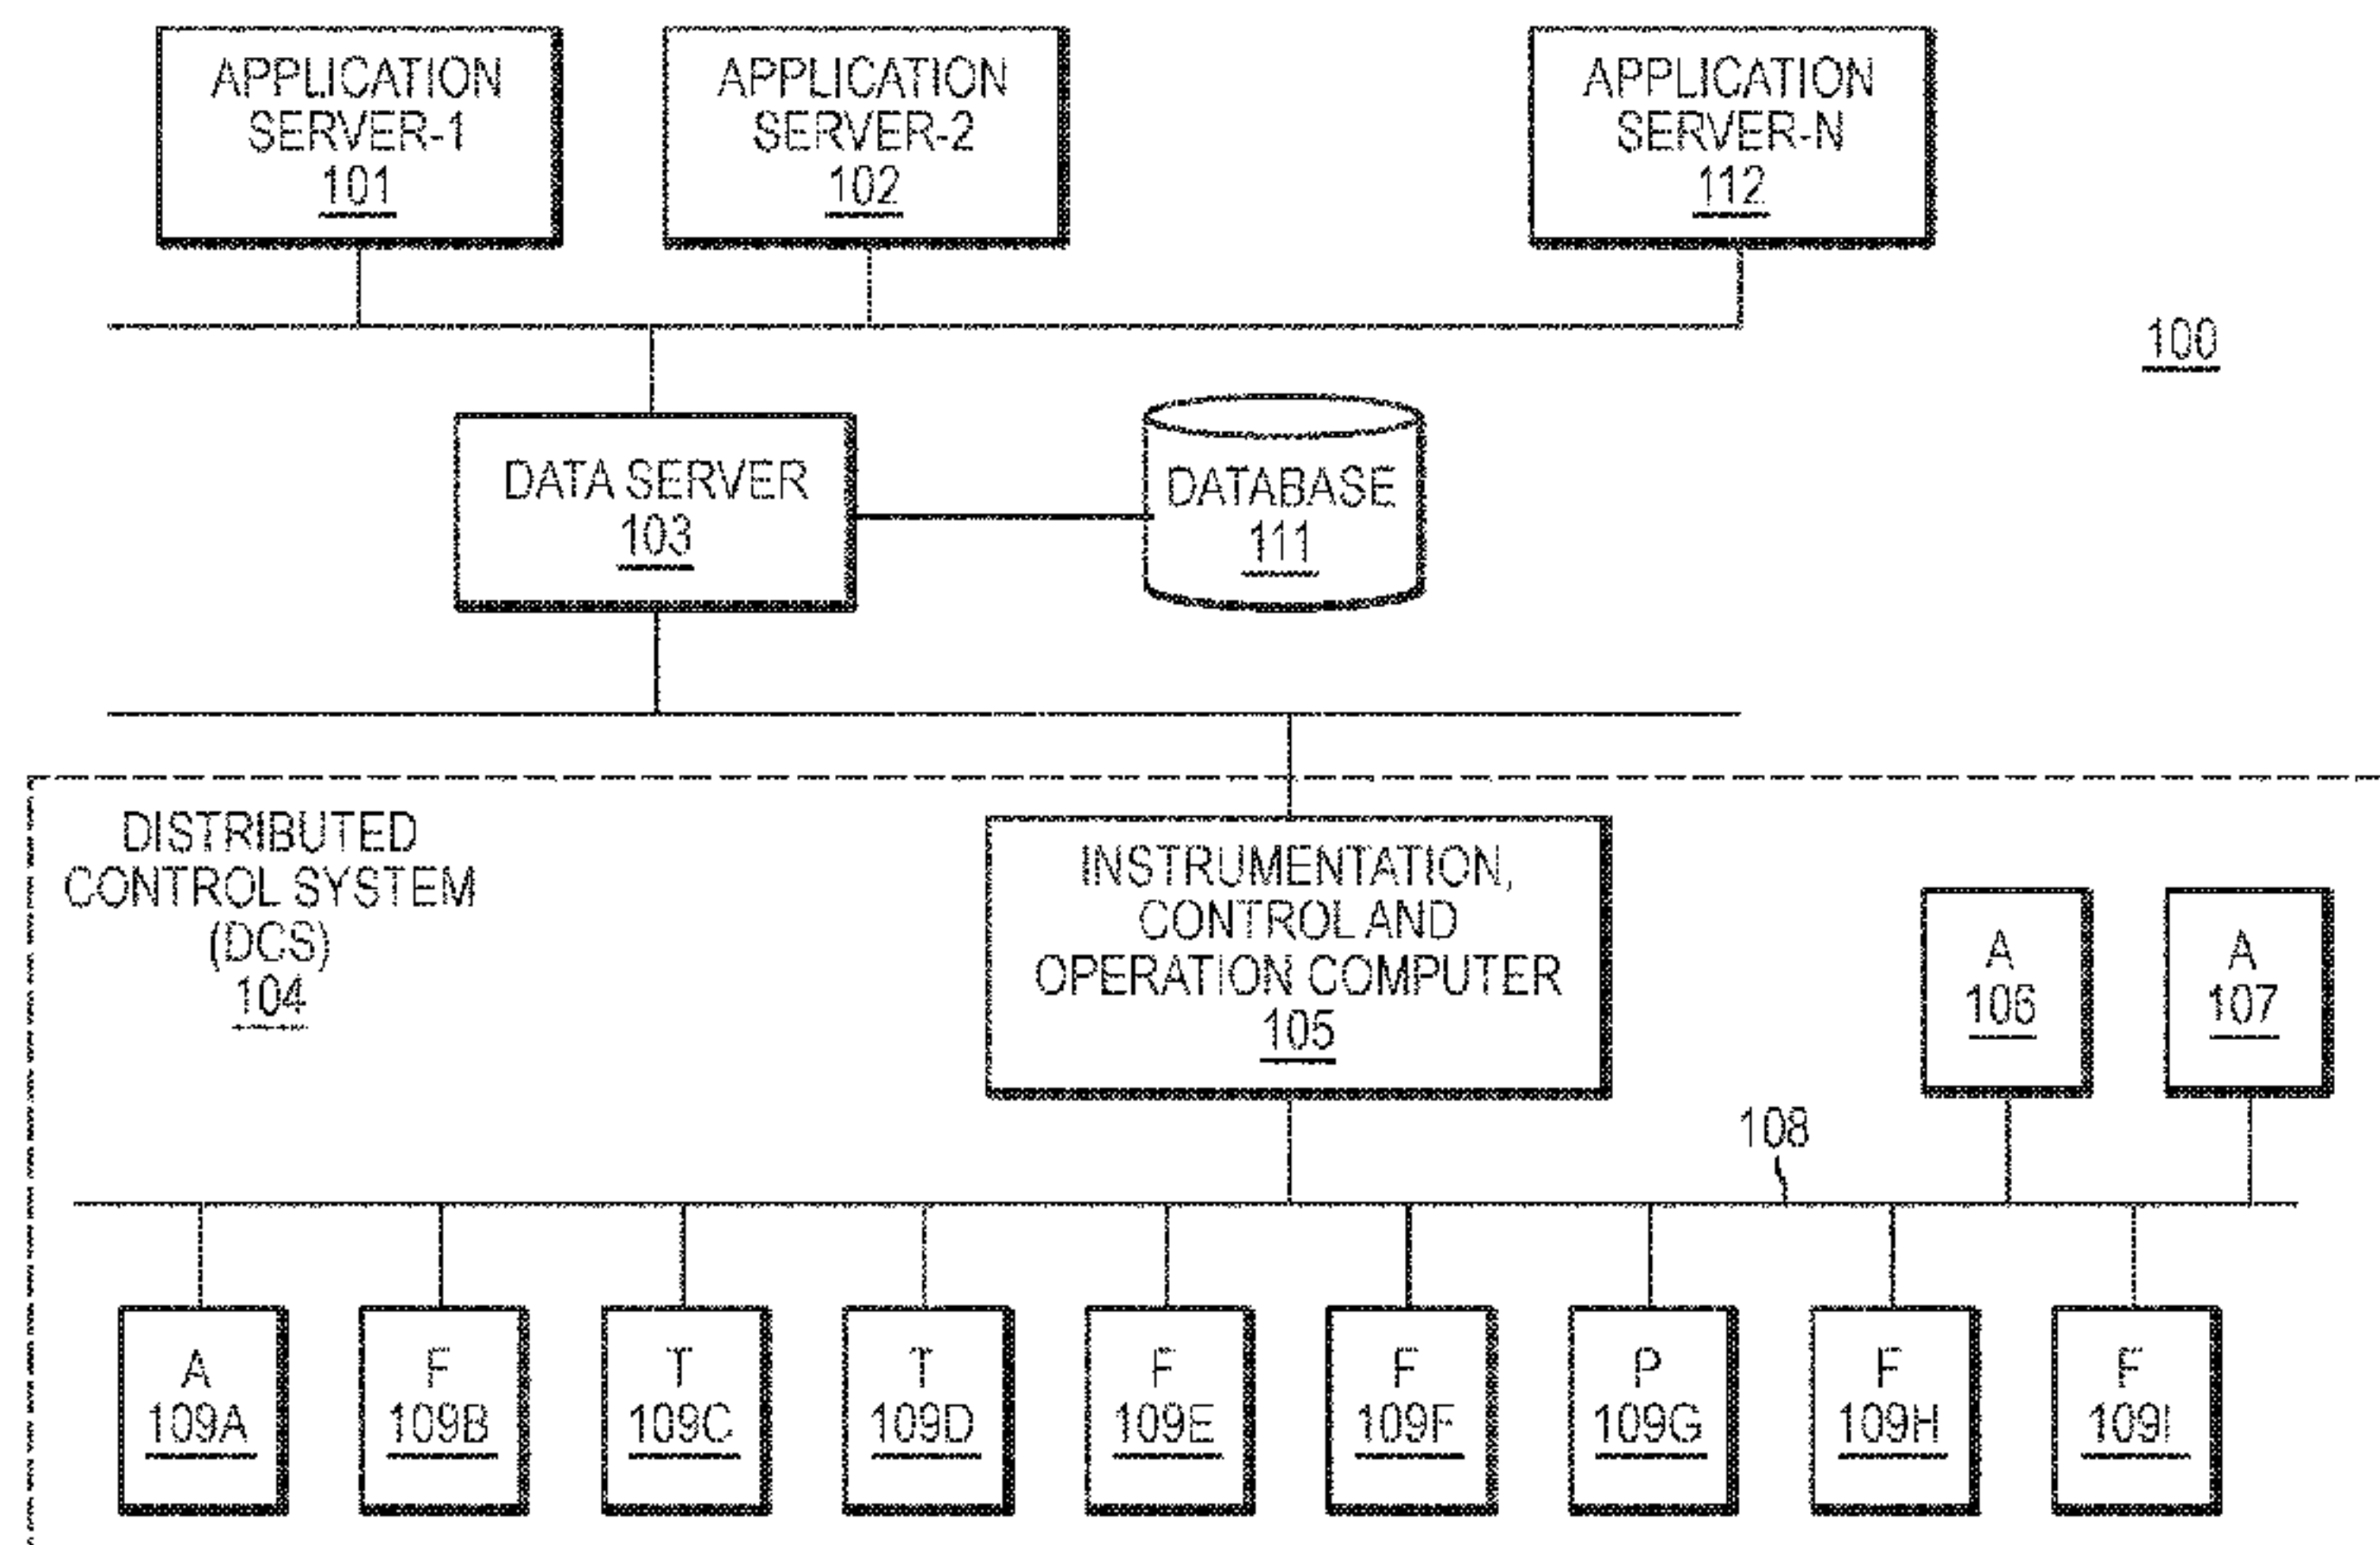 APPLICATION
SERVER-1
101
APPLICATION
SERVER-2
102
APPLICATION
SERVER-N
112
100
DATA SERVER
103
DATABASE
111
DISTRIBUTED
CONTROL SYSTEM
(DCS)
104
INSTRUMENTATION,
CONTROL AND
OPERATION COMPUTER
105
A
106
A
107
108
A
109A
F
109B
T
109C
T
109D
F
109E
F
109F
P
109G
F
109H
F
109I